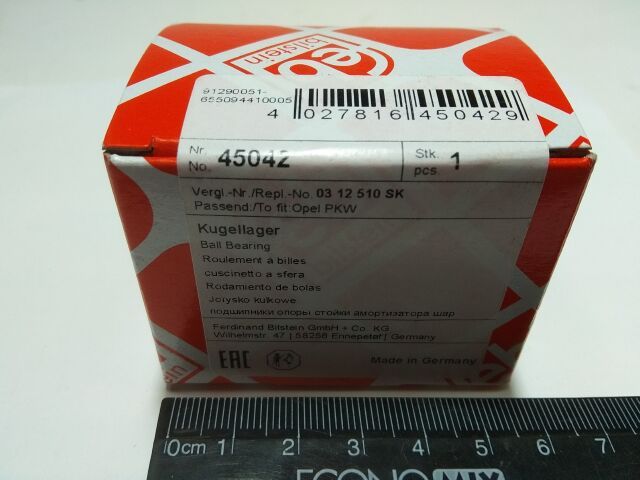 febi
bilstein
91290051-
655094410005
4 027816 450429
Nr.
No. 45042
Stk.
pcs. 1
Vergl.-Nr./Repl.-No. 03 12 510 SK
Passend:/To fit:Opel PKW
Kugellager
Ball Bearing
Roulement à billes
cuscinetto a sfera
Rodamiento de bolas
Joiysko kulkowe
подшипники опоры стойки амортизатора шар
Ferdinand Bilstein GmbH + Co. KG
Wilhelmstr. 47 | 58256 Ennepetal | Germany
EAC
Made in Germany
0cm 1 2 3 4 5 6 7
ECONOMIX